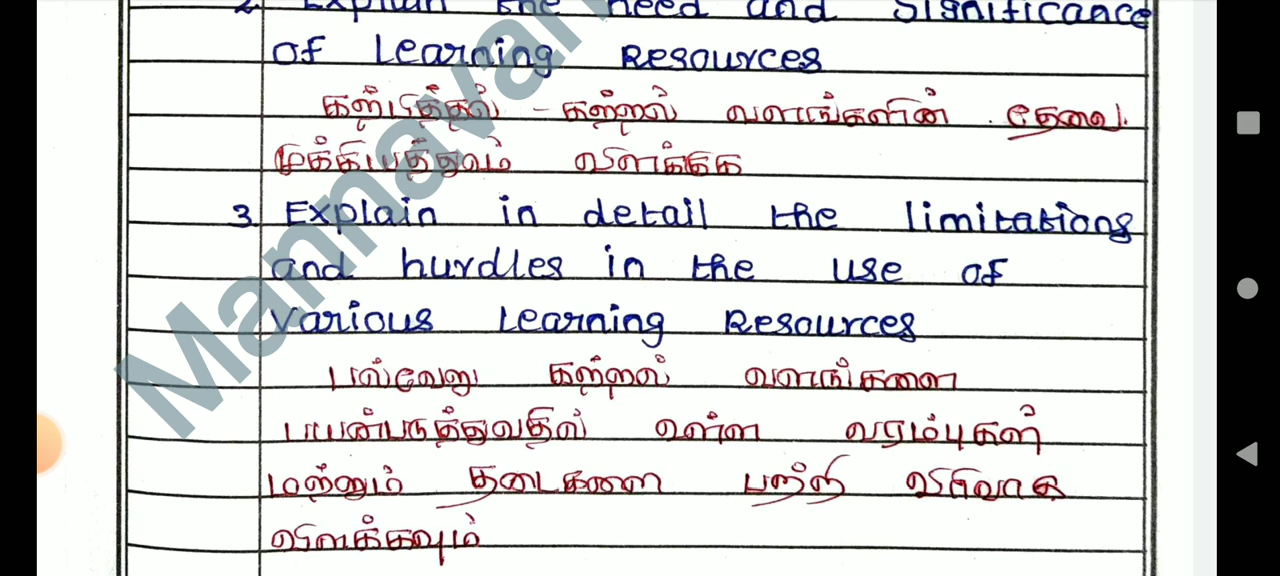 2. Explain the need and Significance
of Learning Resources
கற்பித்தல் - கற்றல் வளங்களின் தேவை
முக்கியத்துவம் விளக்குக
3. Explain in detail the limitations
and hurdles in the use of
various Learning Resources
பல்வேறு கற்றல் வளங்களை
பயன்படுத்துவதில் உள்ள வரம்புகள்
மற்றும் தடைகளை பற்றி விரிவாக
விளக்கவும்